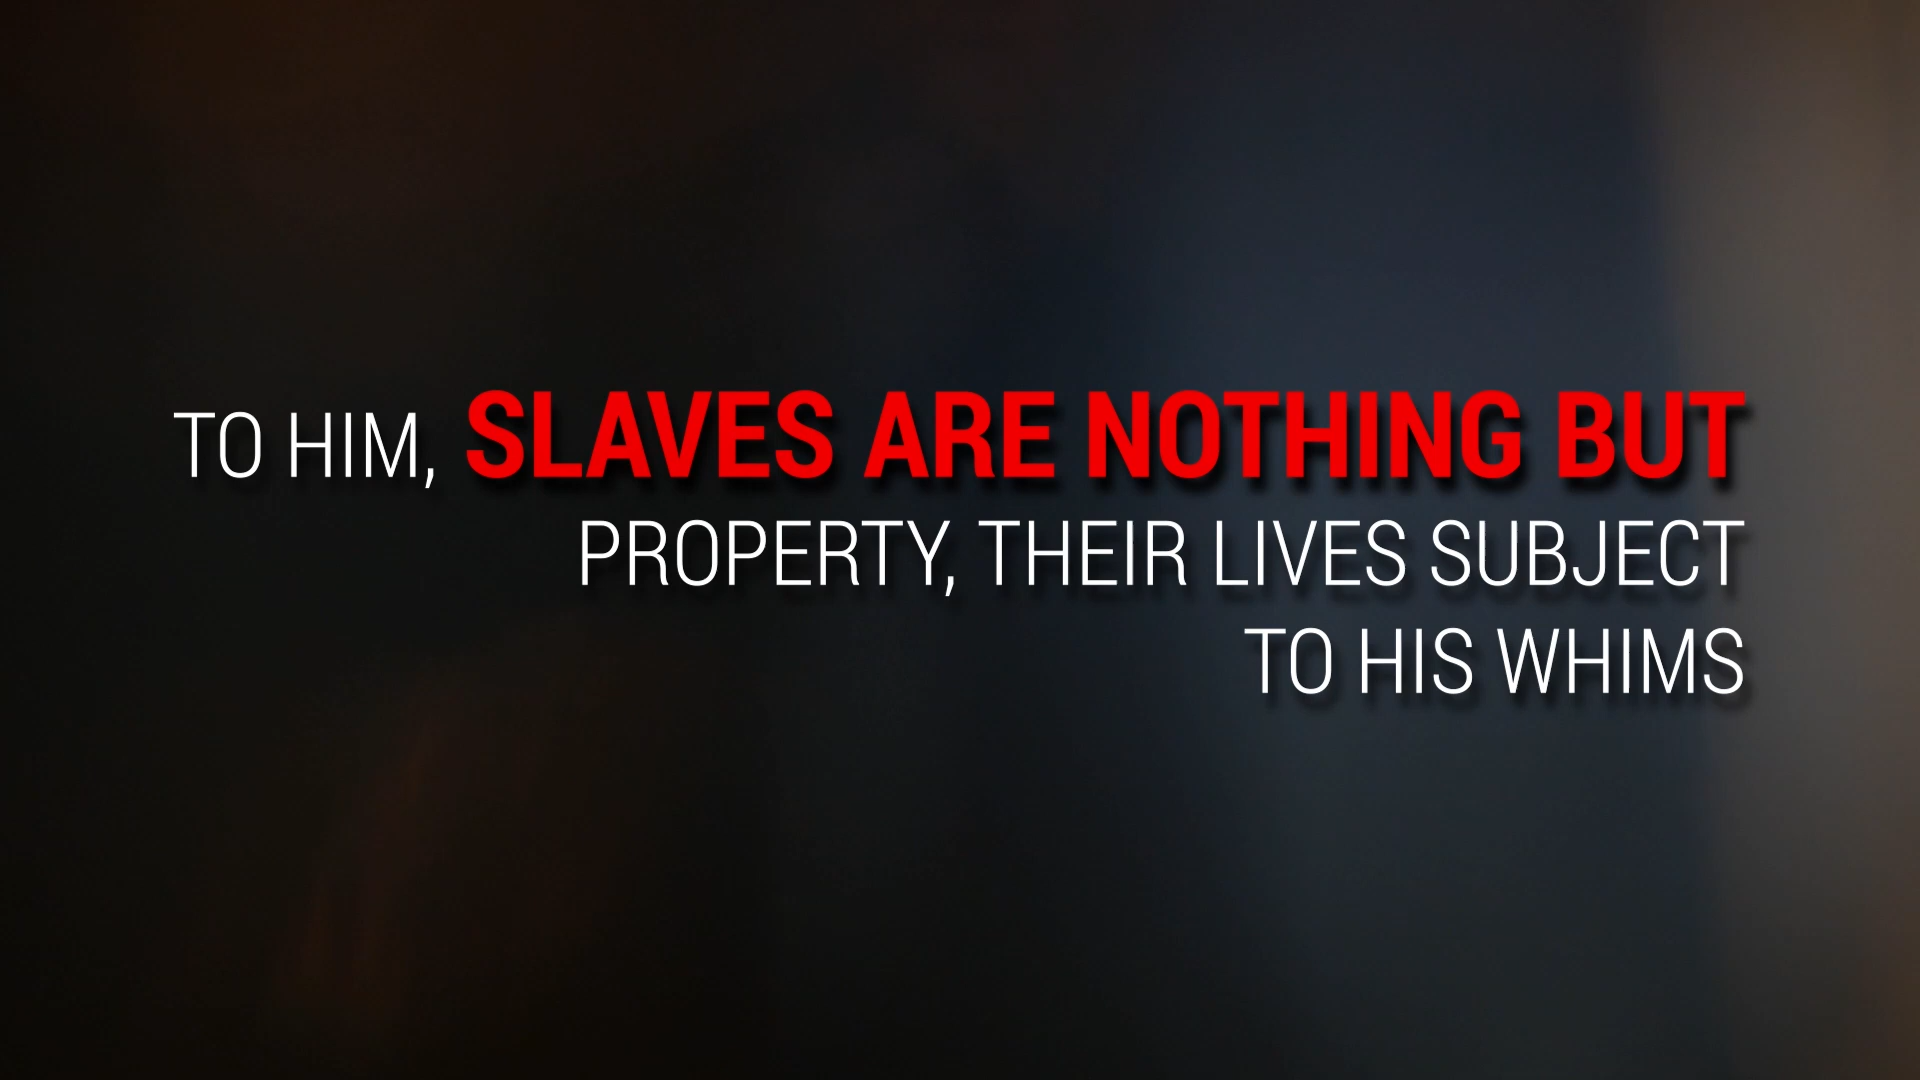 TO HIM, SLAVES ARE NOTHING BUT
PROPERTY, THEIR LIVES SUBJECT
TO HIS WHIMS